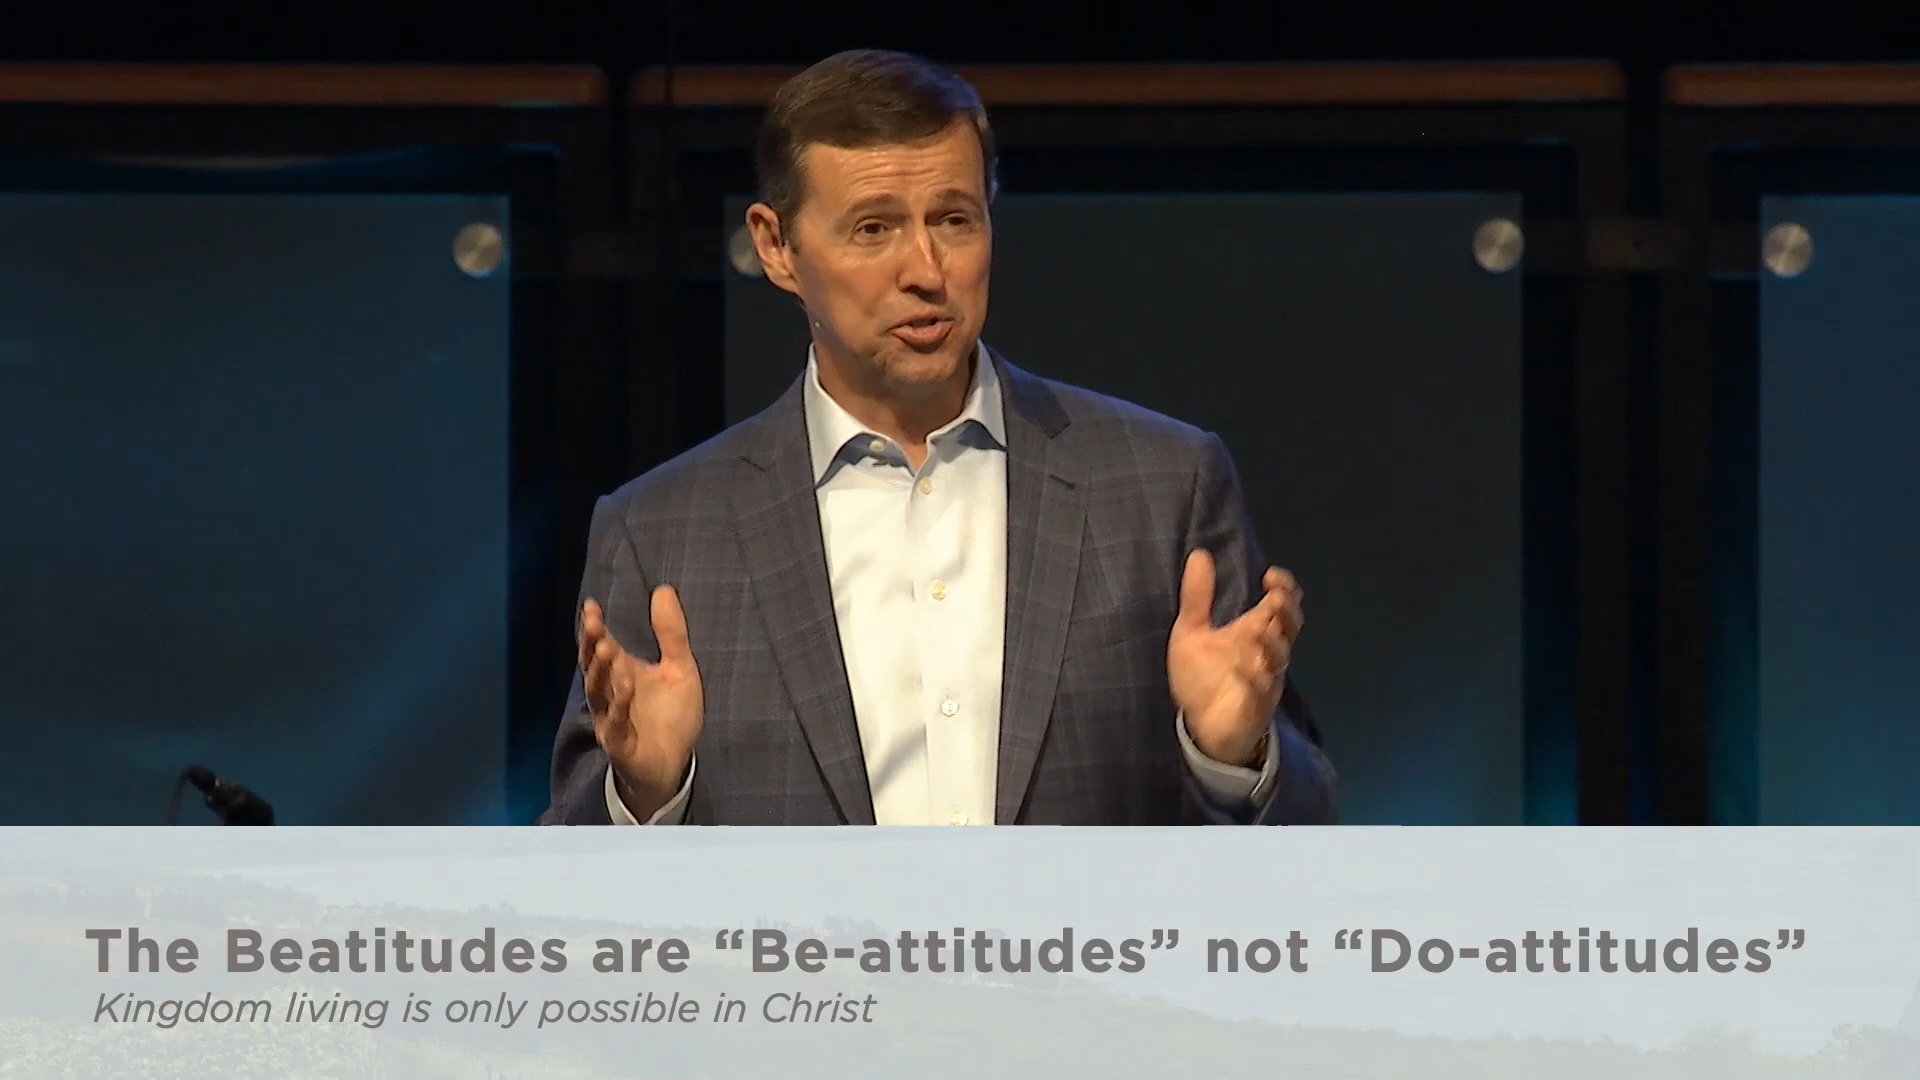 The Beatitudes are “Be-attitudes” not “Do-attitudes”
Kingdom living is only possible in Christ